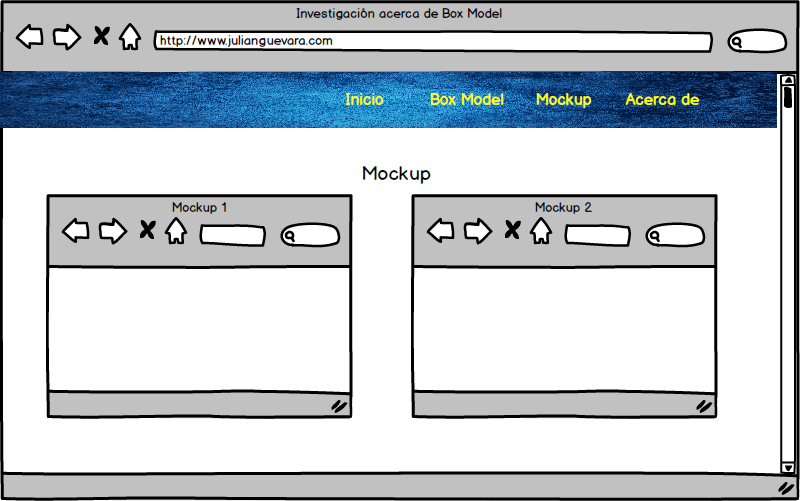 Investigación acerca de Box Model
http://www.julianguevara.com
Inicio Box Model Mockup Acerca de
Mockup
Mockup 1
Mockup 2